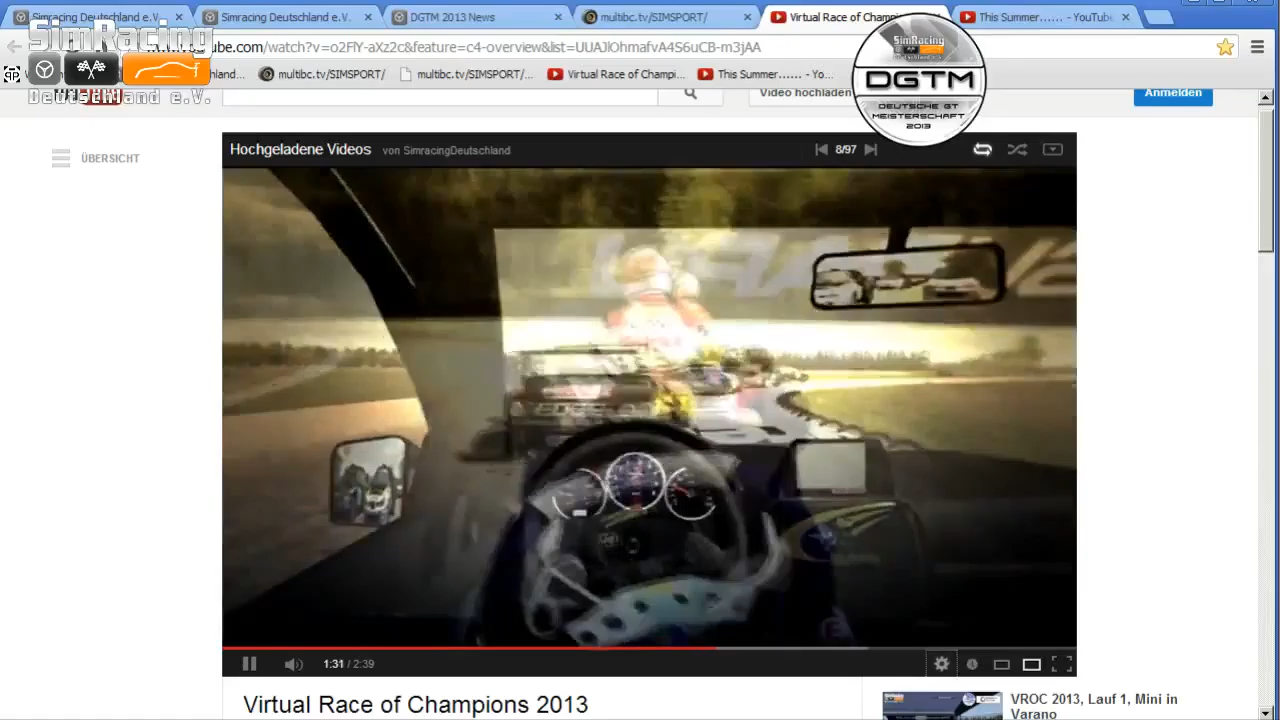 Simracing Deutschland e.V.
Simracing Deutschland e.V.
DGTM 2013 News
multibc.tv/SIMSPORT/
Virtual Race of Champions
This Summer...... - YouTube
SimRacing
Deutschland e.V.
.com/watch?v=o2FlY-aXz2c&feature=c4-overview&list=UUAJlOhmafvA4S6uCB-m3jAA
multibc.tv/SIMSPORT/
multibc.tv/SIMSPORT/...
Virtual Race of Champi...
This Summer...... - Yo...
SimRacing
DGTM
DEUTSCHE GT
MEISTERSCHAFT
2013
Video hochladen
Anmelden
ÜBERSICHT
Hochgeladene Videos von SimracingDeutschland
8/97
1:31 / 2:39
Virtual Race of Champions 2013
VROC 2013, Lauf 1, Mini in
Varano